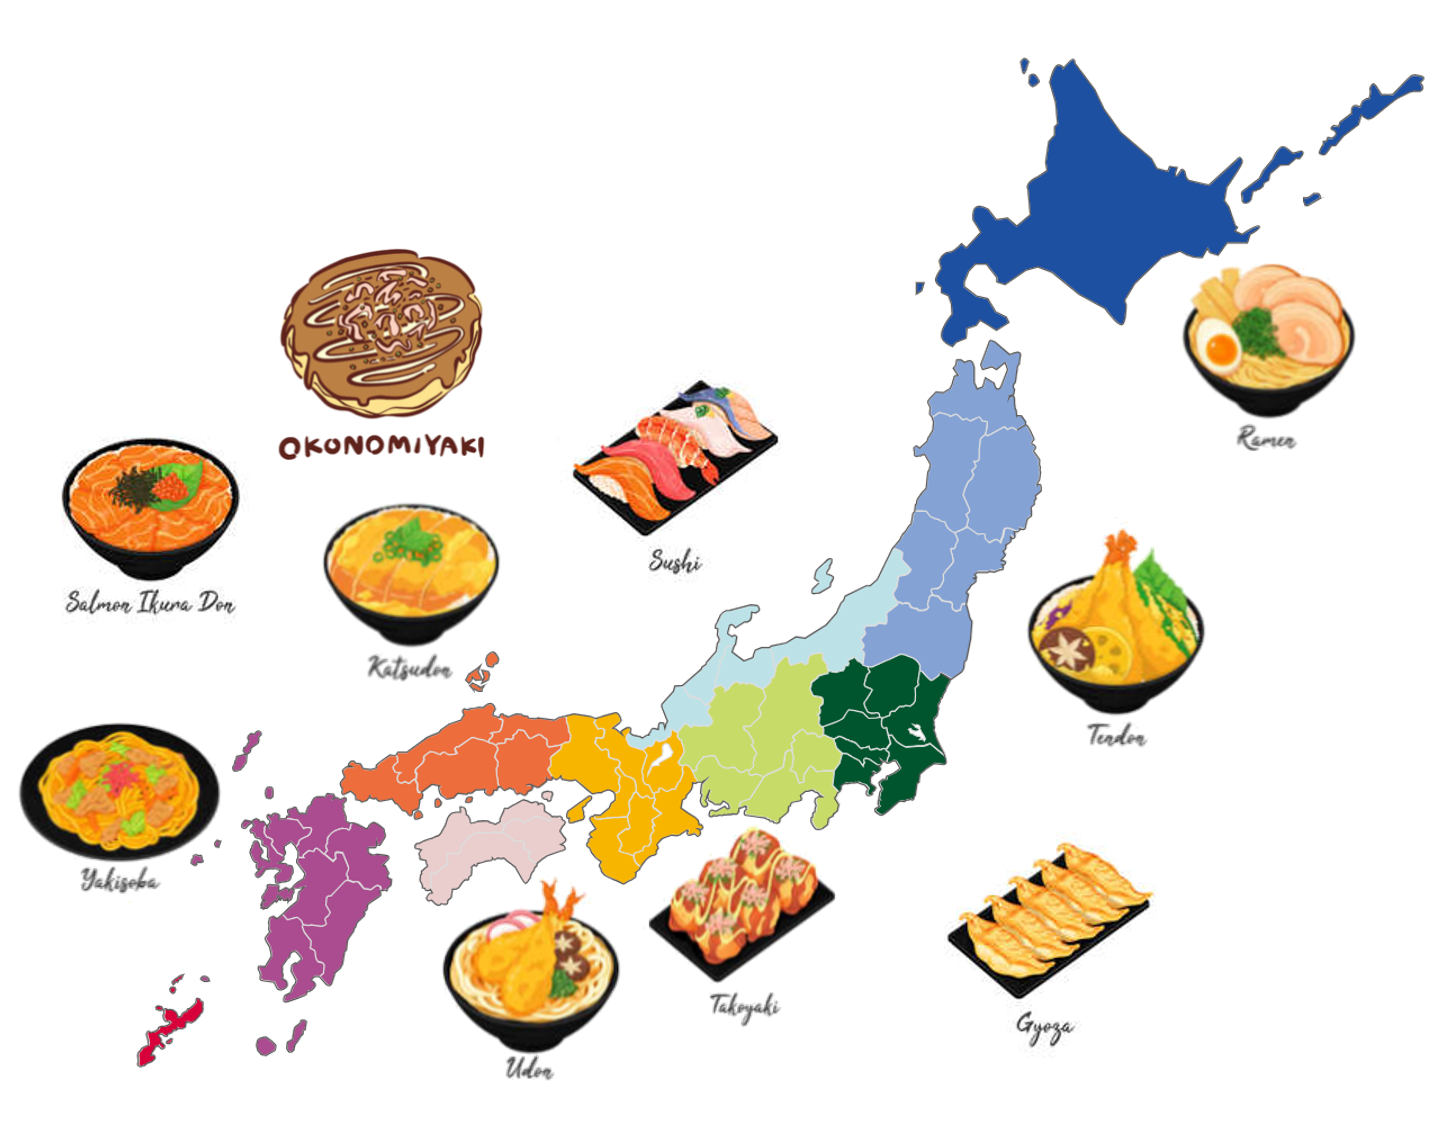 OKONOMIYAKI
Ramen
Sushi
Salmon Ikura Don
Katsudon
Tendon
Yakisoba
Takoyaki
Gyoza
Udon